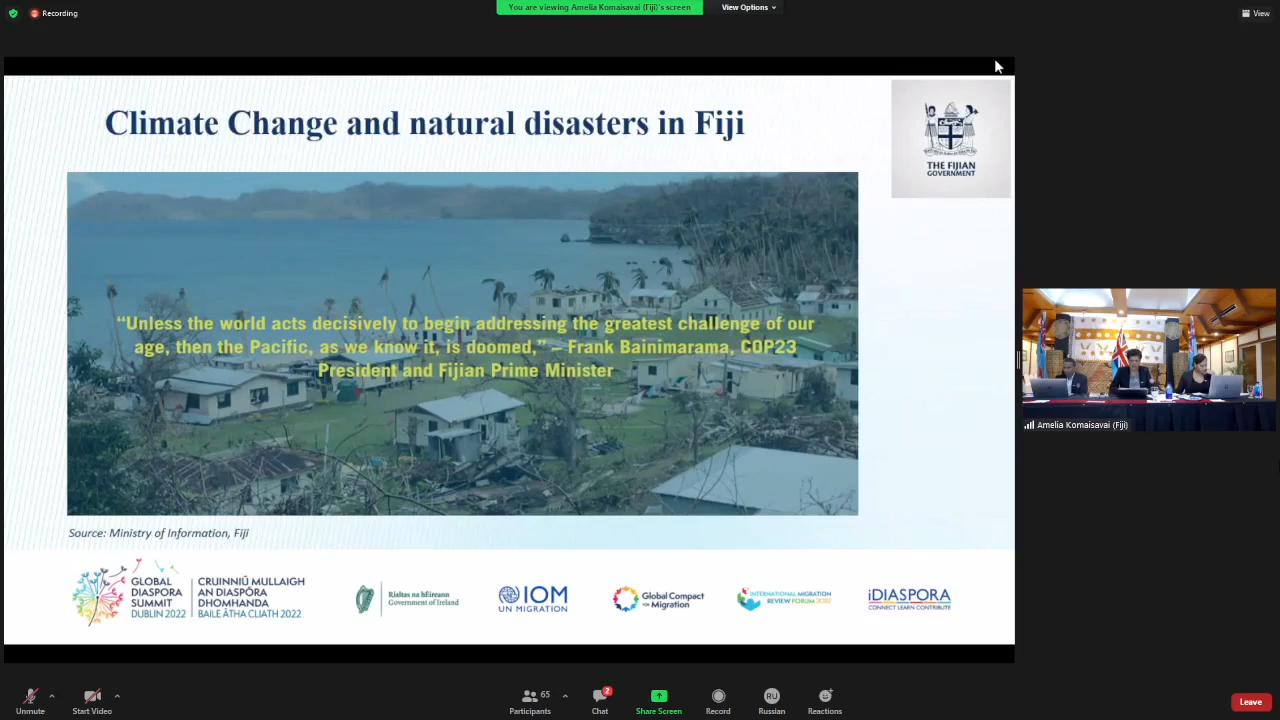 Recording
You are viewing Amelia Komaisavai (Fiji)'s screen
View Options
View
Climate Change and natural disasters in Fiji
THE FIJIAN
GOVERNMENT
“Unless the world acts decisively to begin addressing the greatest challenge of our
age, then the Pacific, as we know it, is doomed,” – Frank Bainimarama, COP23
President and Fijian Prime Minister
Amelia Komaisavai (Fiji)
Source: Ministry of Information, Fiji
GLOBAL
DIASPORA
SUMMIT
DUBLIN 2022
CRUINNIÚ MULLAIGH
AN DIASPÓRA
DHOMHANDA
BAILE ÁTHA CLIATH 2022
Rialtas na hÉireann
Government of Ireland
IOM
UN MIGRATION
Global Compact
for Migration
INTERNATIONAL MIGRATION
REVIEW FORUM 2022
iDIASPORA
CONNECT LEARN CONTRIBUTE
Unmute
Start Video
65
Participants
2
Chat
Share Screen
Record
RU
Russian
Reactions
Leave